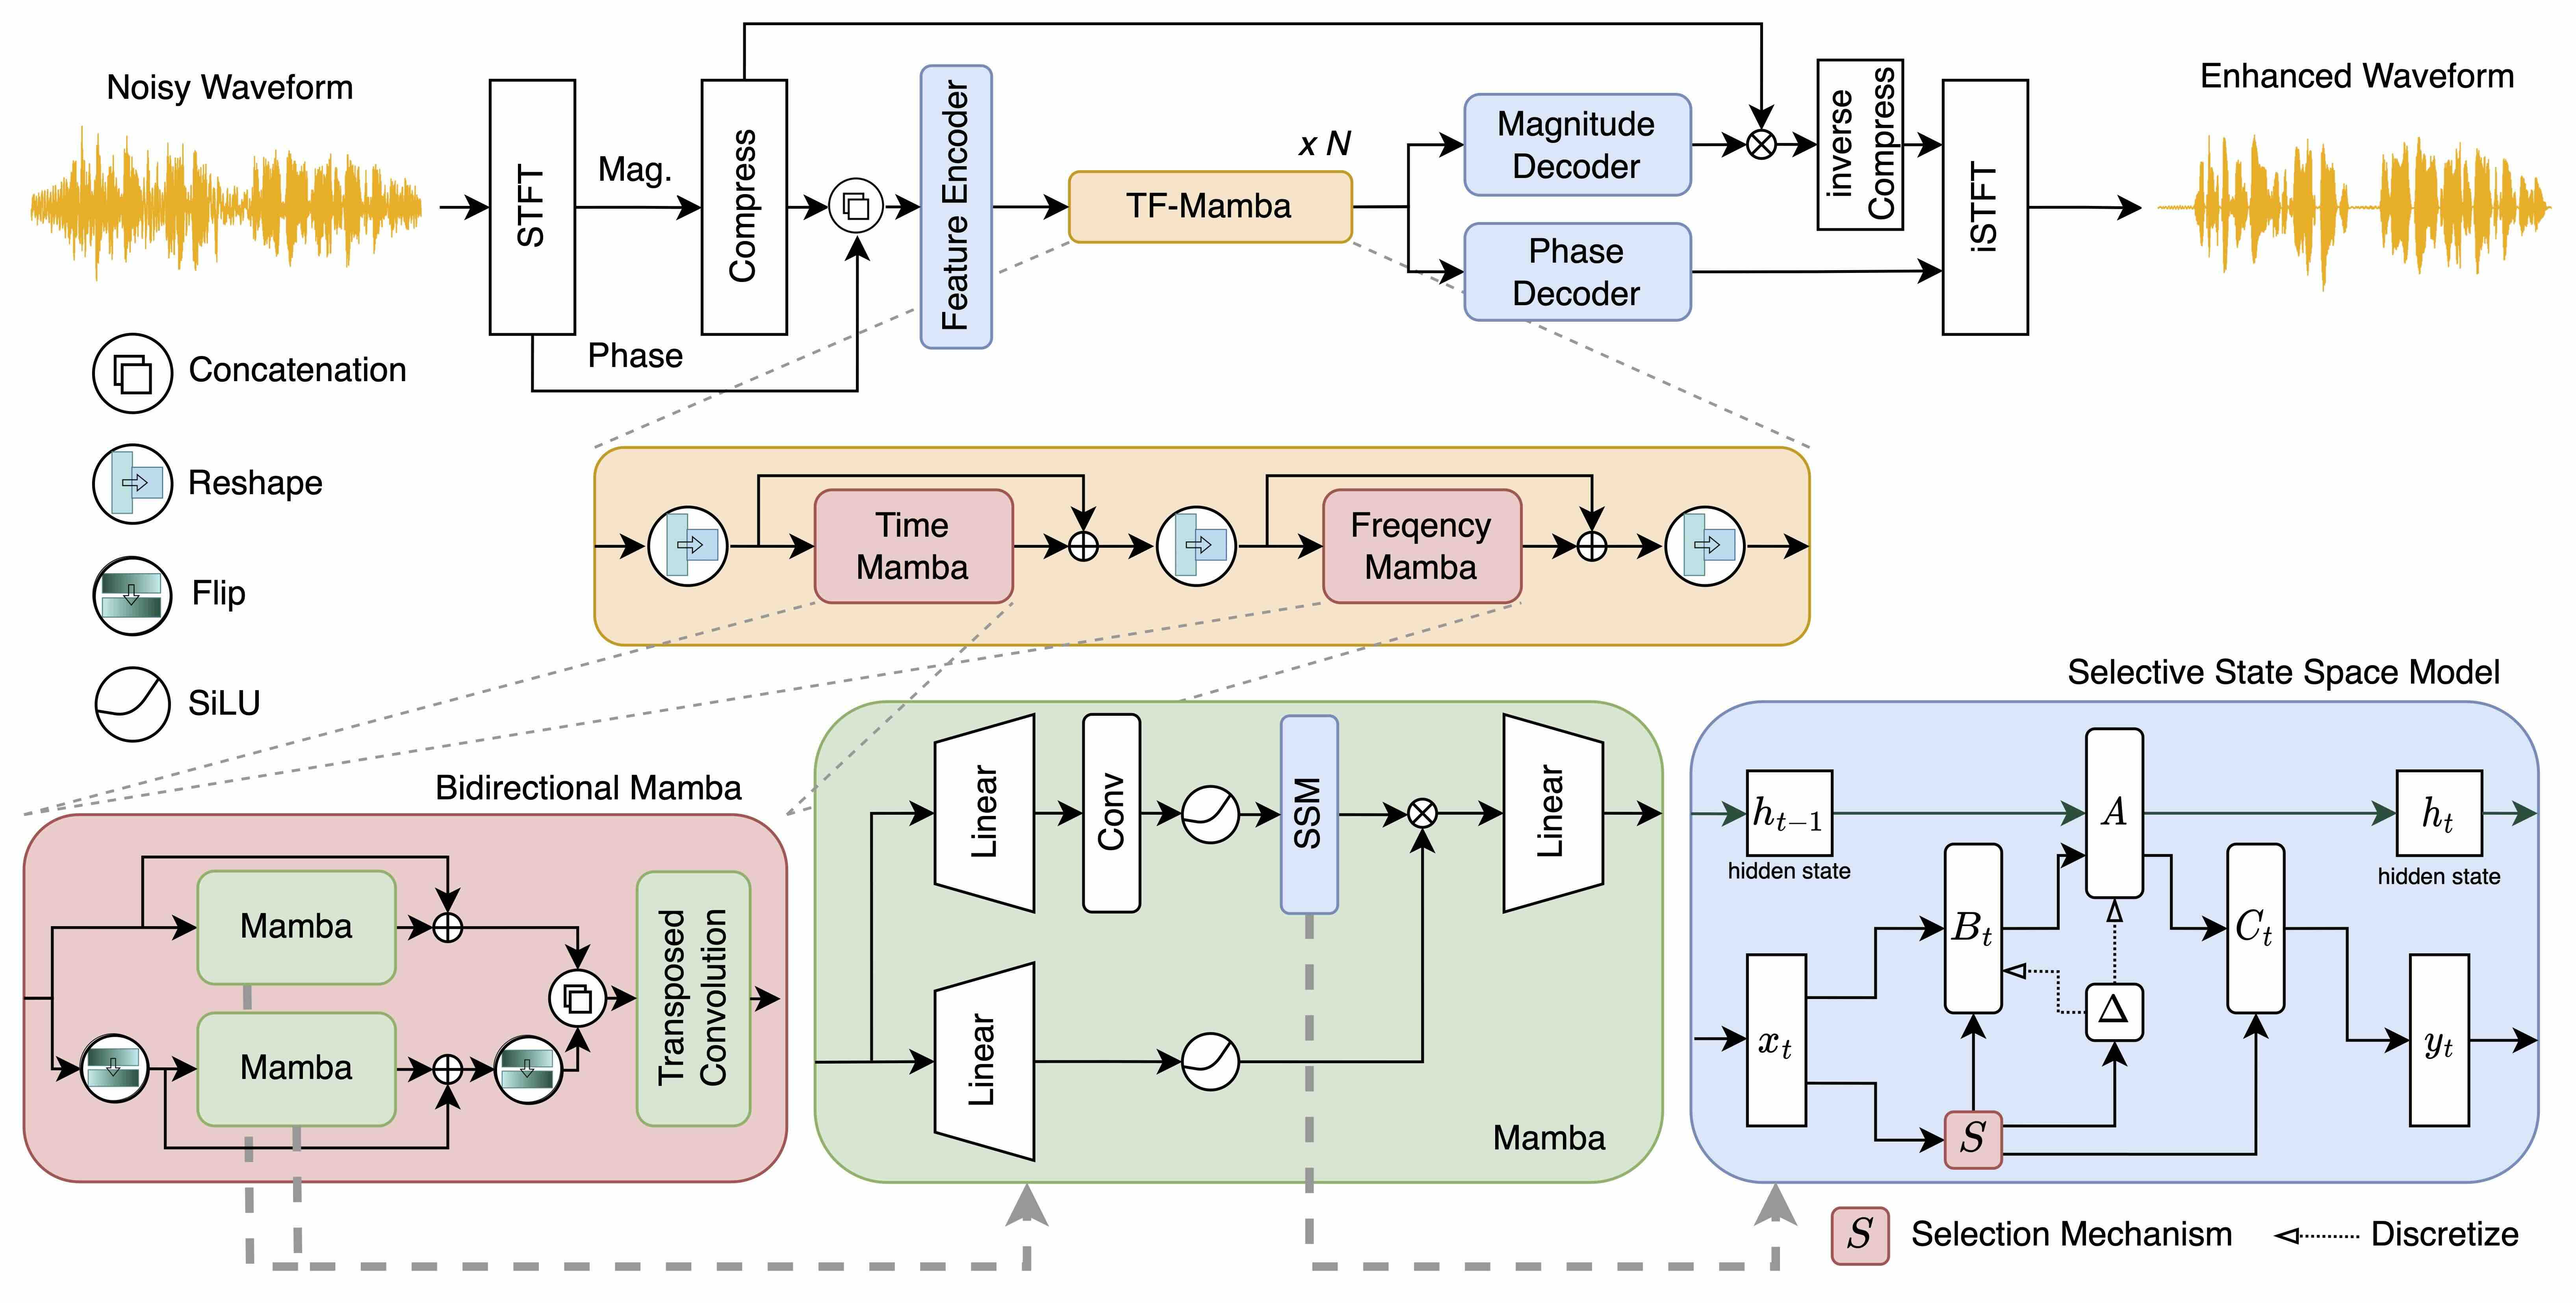 Noisy Waveform
STFT
Mag.
Phase
Compress
Feature Encoder
TF-Mamba
x N
Magnitude
Decoder
Phase
Decoder
inverse
Compress
iSTFT
Enhanced Waveform
Concatenation
Reshape
Flip
SiLU
Time
Mamba
Freqency
Mamba
Bidirectional Mamba
Mamba
Mamba
Transposed
Convolution
Linear
Conv
SSM
Linear
Linear
Mamba
Selective State Space Model
h_{t−1}
hidden state
A
h_t
hidden state
B_t
C_t
Δ
x_t
y_t
S
S Selection Mechanism
Discretize